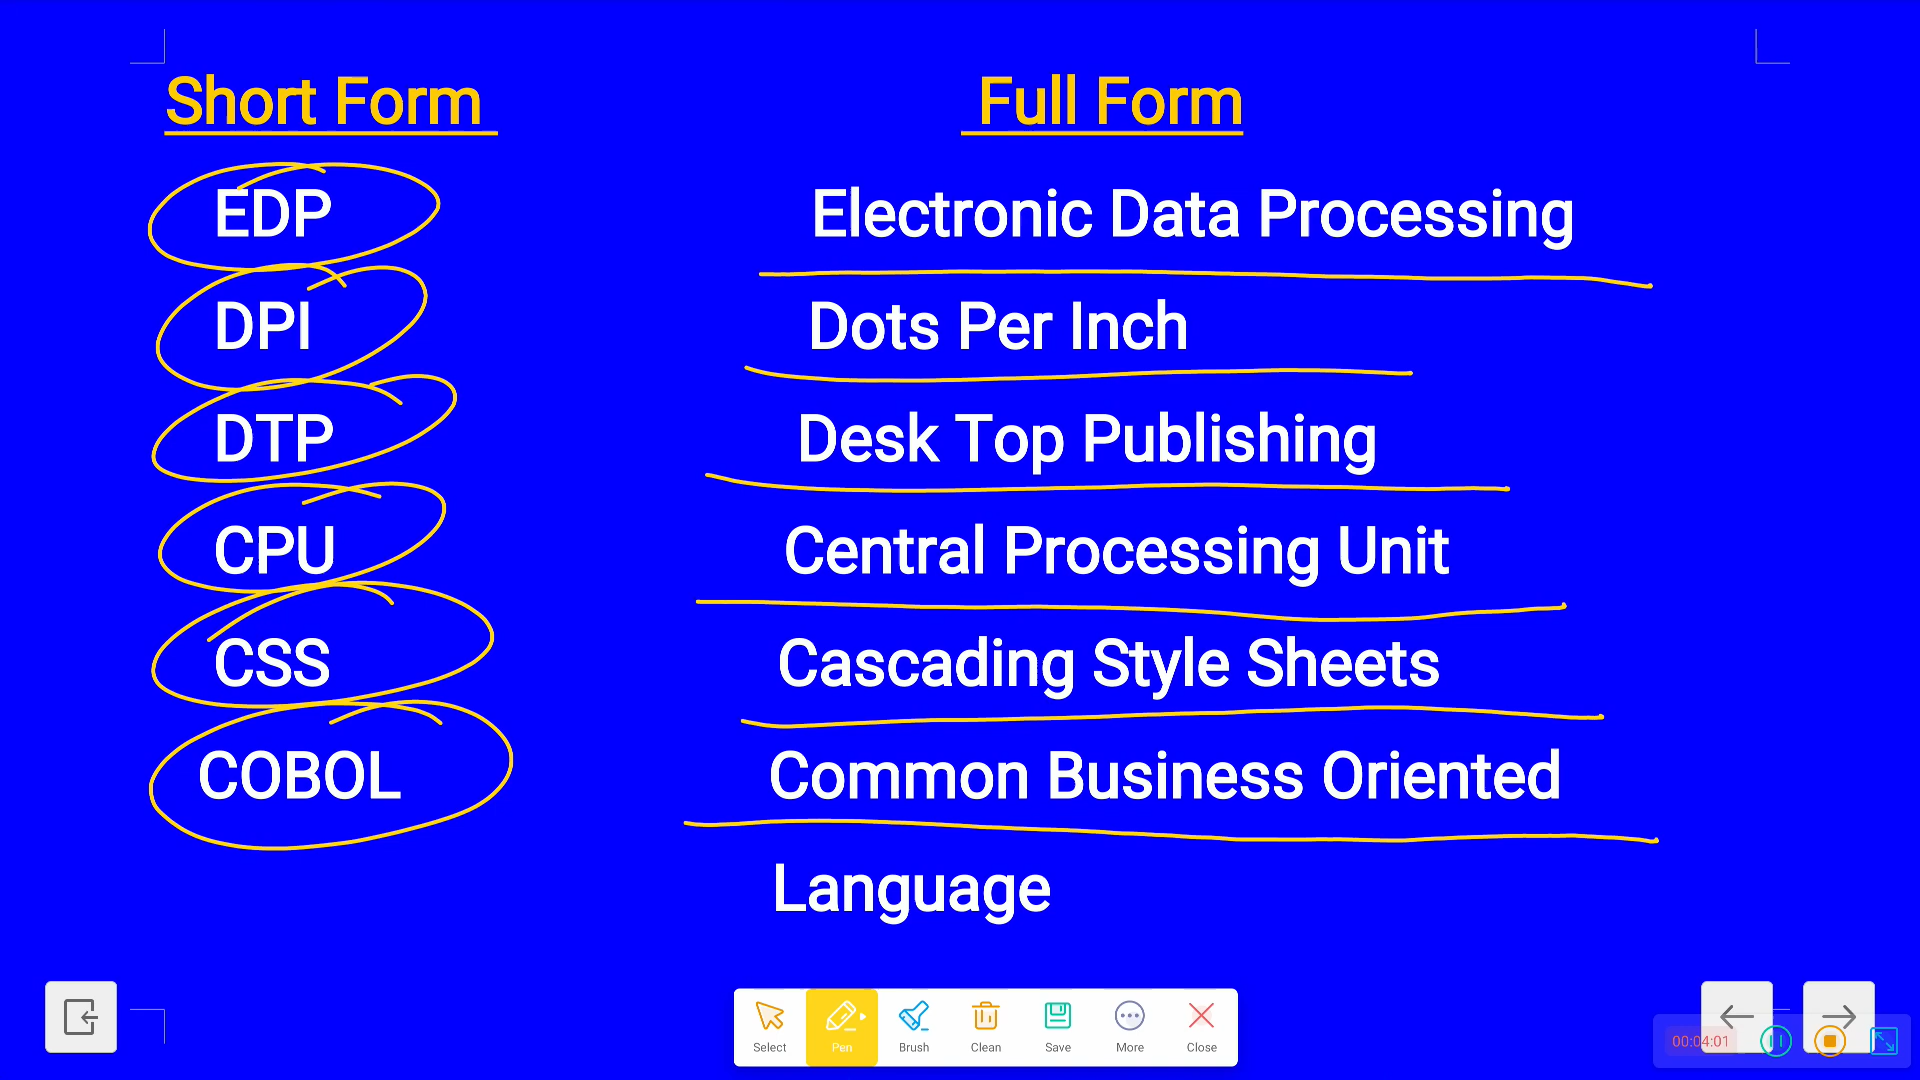 Short Form Full Form
EDP Electronic Data Processing
DPI Dots Per Inch
DTP Desk Top Publishing
CPU Central Processing Unit
CSS Cascading Style Sheets
COBOL Common Business Oriented
Language
Select Pen Brush Clean Save More Close
00:04:01